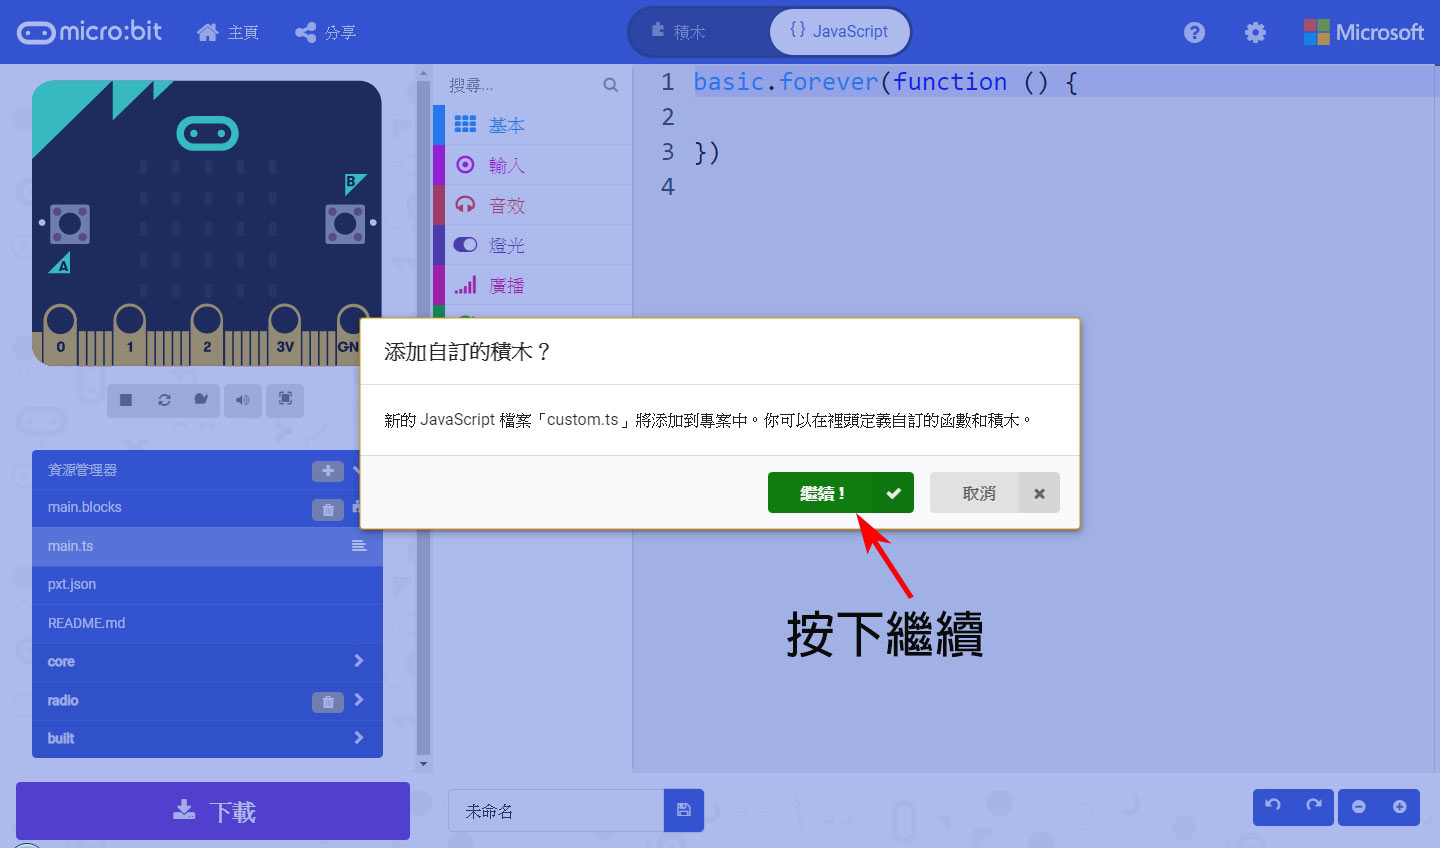 micro:bit
主頁
分享
積木
{} JavaScript
?
Microsoft
B
A
0 1 2 3V GN
搜尋...
基本
輸入
音效
燈光
廣播
1 basic.forever(function () {
2
3 })
4
添加自訂的積木？
新的 JavaScript 檔案「custom.ts」將添加到專案中。你可以在裡頭定義自訂的函數和積木。
繼續！
取消
按下繼續
資源管理器
main.blocks
main.ts
pxt.json
README.md
core
radio
built
下載
未命名